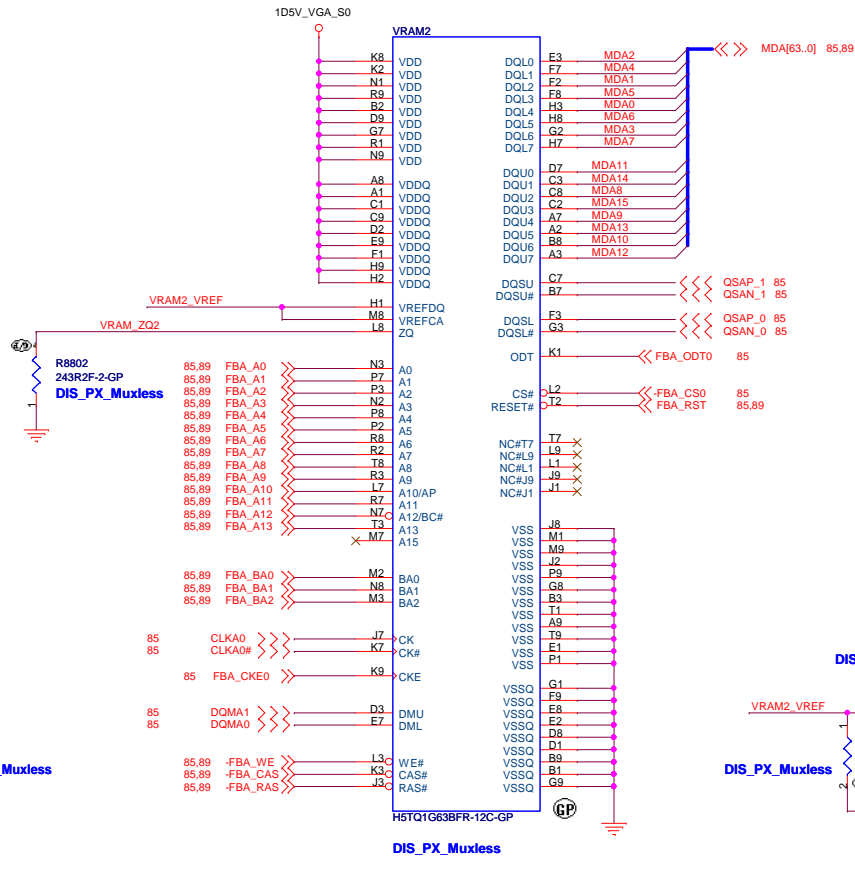 1D5V_VGA_S0
VRAM2
K8 VDD DQL0 E3 MDA2 MDA[63..0] 85,89
K2 VDD DQL1 F7 MDA4
N1 VDD DQL2 F2 MDA1
R9 VDD DQL3 F8 MDA5
B2 VDD DQL4 H3 MDA0
D9 VDD DQL5 H8 MDA6
G7 VDD DQL6 G2 MDA3
R1 VDD DQL7 H7 MDA7
N9 VDD
DQU0 D7 MDA11
A8 VDDQ DQU1 C3 MDA14
A1 VDDQ DQU2 C8 MDA8
C1 VDDQ DQU3 C2 MDA15
C9 VDDQ DQU4 A7 MDA9
D2 VDDQ DQU5 A2 MDA13
E9 VDDQ DQU6 B8 MDA10
F1 VDDQ DQU7 A3 MDA12
H9 VDDQ
H2 VDDQ DQSU C7 QSAP_1 85
DQSU# B7 QSAN_1 85
VRAM2_VREF H1 VREFDQ
M8 VREFCA DQSL F3 QSAP_0 85
VRAM_ZQ2 L8 ZQ DQSL# G3 QSAN_0 85
ODT K1 FBA_ODT0 85
R8802
243R2F-2-GP
DIS_PX_Muxless
1
85,89 FBA_A0 N3 A0
85,89 FBA_A1 P7 A1
85,89 FBA_A2 P3 A2 CS# L2 -FBA_CS0 85
85,89 FBA_A3 N2 A3 RESET# T2 FBA_RST 85,89
85,89 FBA_A4 P8 A4
85,89 FBA_A5 P2 A5
85,89 FBA_A6 R8 A6 NC#T7 T7
85,89 FBA_A7 R2 A7 NC#L9 L9
85,89 FBA_A8 T8 A8 NC#L1 L1
85,89 FBA_A9 R3 A9 NC#J9 J9
85,89 FBA_A10 L7 A10/AP NC#J1 J1
85,89 FBA_A11 R7 A11
85,89 FBA_A12 N7 A12/BC#
85,89 FBA_A13 T3 A13 VSS J8
M7 A15 VSS M1
VSS M9
VSS J2
85,89 FBA_BA0 M2 BA0 VSS P9
85,89 FBA_BA1 N8 BA1 VSS G8
85,89 FBA_BA2 M3 BA2 VSS B3
VSS T1
VSS A9
85 CLKA0 J7 CK VSS T9
85 CLKA0# K7 CK# VSS E1
VSS P1
85 FBA_CKE0 K9 CKE
VSSQ G1
VSSQ F9
85 DQMA1 D3 DMU VSSQ E8
85 DQMA0 E7 DML VSSQ E2
VSSQ D8
VSSQ D1
85,89 -FBA_WE L3 WE# VSSQ B9
85,89 -FBA_CAS K3 CAS# VSSQ B1
85,89 -FBA_RAS J3 RAS# VSSQ G9
H5TQ1G63BFR-12C-GP
GP
DIS_PX_Muxless
Muxless
DIS
VRAM2_VREF
1
DIS_PX_Muxless
2